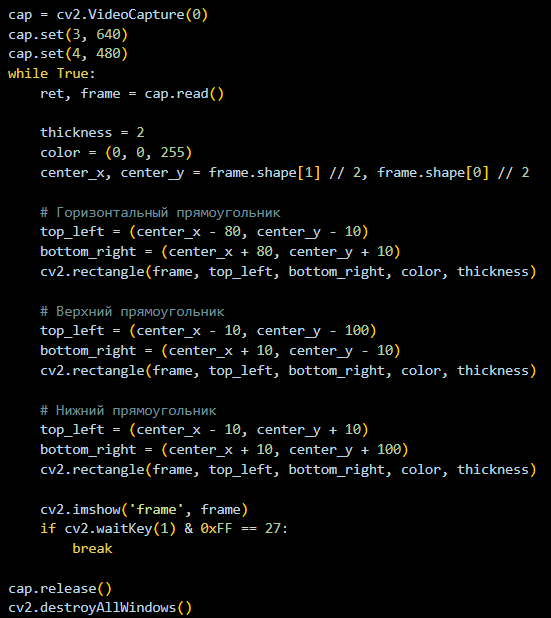 cap = cv2.VideoCapture(0)
cap.set(3, 640)
cap.set(4, 480)
while True:
    ret, frame = cap.read()

    thickness = 2
    color = (0, 0, 255)
    center_x, center_y = frame.shape[1] // 2, frame.shape[0] // 2

    # Горизонтальный прямоугольник
    top_left = (center_x - 80, center_y - 10)
    bottom_right = (center_x + 80, center_y + 10)
    cv2.rectangle(frame, top_left, bottom_right, color, thickness)

    # Верхний прямоугольник
    top_left = (center_x - 10, center_y - 100)
    bottom_right = (center_x + 10, center_y - 10)
    cv2.rectangle(frame, top_left, bottom_right, color, thickness)

    # Нижний прямоугольник
    top_left = (center_x - 10, center_y + 10)
    bottom_right = (center_x + 10, center_y + 100)
    cv2.rectangle(frame, top_left, bottom_right, color, thickness)

    cv2.imshow('frame', frame)
    if cv2.waitKey(1) & 0xFF == 27:
        break

cap.release()
cv2.destroyAllWindows()